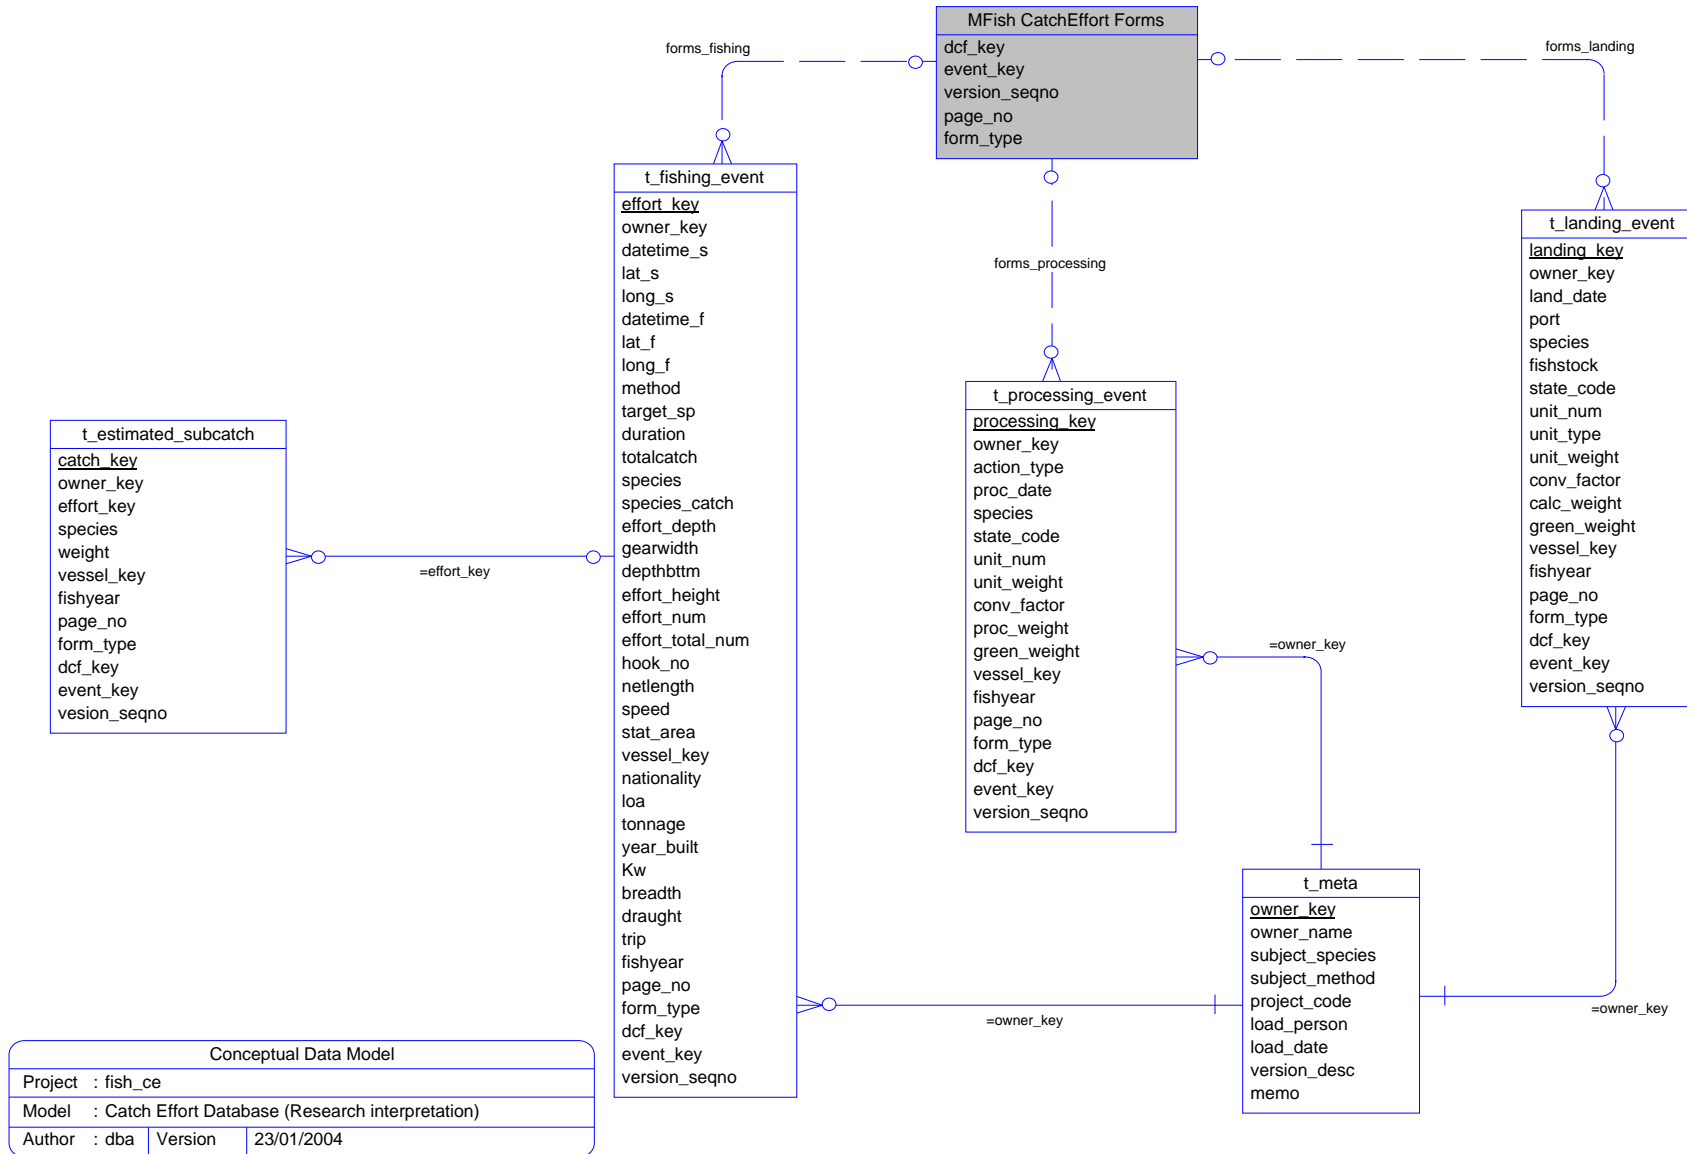 MFish CatchEffort Forms
dcf_key
event_key
version_seqno
page_no
form_type
forms_fishing
forms_landing
forms_processing
t_fishing_event
effort_key
owner_key
datetime_s
lat_s
long_s
datetime_f
lat_f
long_f
method
target_sp
duration
totalcatch
species
species_catch
effort_depth
gearwidth
depthbttm
effort_height
effort_num
effort_total_num
hook_no
netlength
speed
stat_area
vessel_key
nationality
loa
tonnage
year_built
Kw
breadth
draught
trip
fishyear
page_no
form_type
dcf_key
event_key
version_seqno
t_landing_event
landing_key
owner_key
land_date
port
species
fishstock
state_code
unit_num
unit_type
unit_weight
conv_factor
calc_weight
green_weight
vessel_key
fishyear
page_no
form_type
dcf_key
event_key
version_seqno
t_processing_event
processing_key
owner_key
action_type
proc_date
species
state_code
unit_num
unit_weight
conv_factor
proc_weight
green_weight
vessel_key
fishyear
page_no
form_type
dcf_key
event_key
version_seqno
t_estimated_subcatch
catch_key
owner_key
effort_key
species
weight
vessel_key
fishyear
page_no
form_type
dcf_key
event_key
vesion_seqno
=effort_key
=owner_key
=owner_key
=owner_key
t_meta
owner_key
owner_name
subject_species
subject_method
project_code
load_person
load_date
version_desc
memo
Conceptual Data Model
Project : fish_ce
Model : Catch Effort Database (Research interpretation)
Author : dba Version 23/01/2004